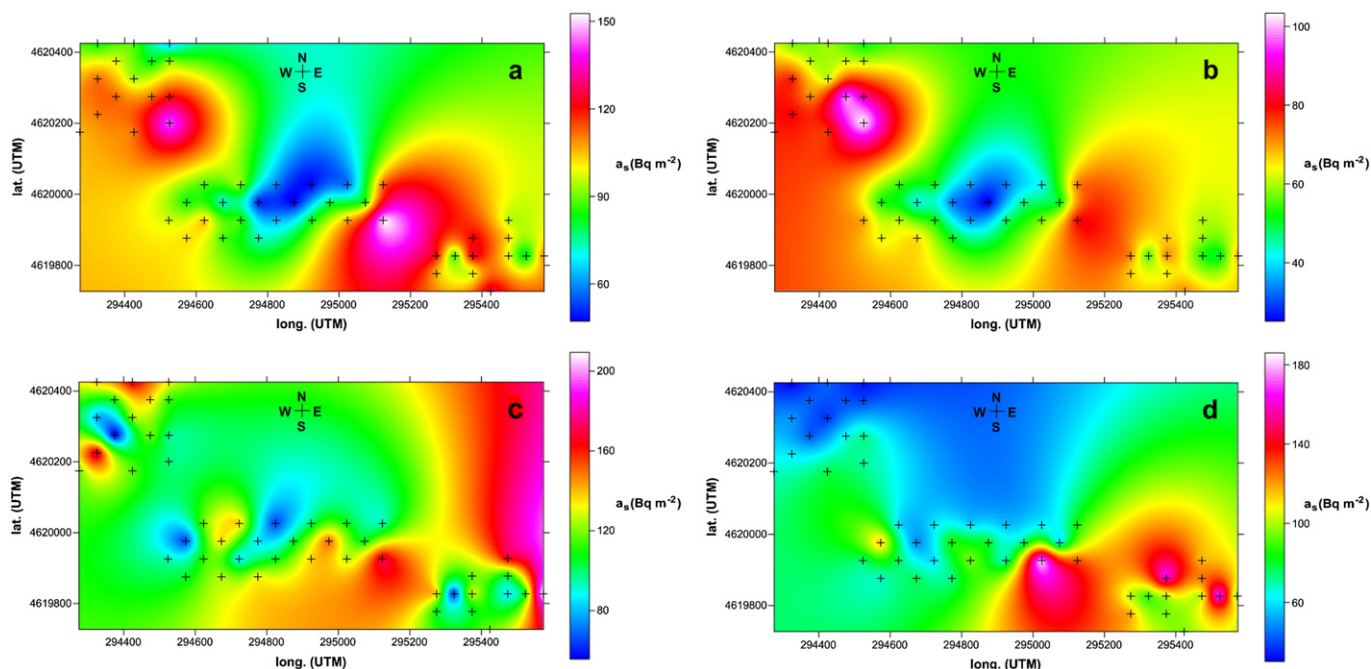 a
N
W E
S
4620400
4620200
4620000
4619800
lat. (UTM)
294400 294600 294800 295000 295200 295400
long. (UTM)
150
120
90
60
a_s(Bq m⁻²)
b
N
W E
S
4620400
4620200
4620000
4619800
lat. (UTM)
294400 294600 294800 295000 295200 295400
long. (UTM)
100
80
60
40
a_s(Bq m⁻²)
c
N
W E
S
4620400
4620200
4620000
4619800
lat. (UTM)
294400 294600 294800 295000 295200 295400
long. (UTM)
200
160
120
80
a_s(Bq m⁻²)
d
N
W E
S
4620400
4620200
4620000
4619800
lat. (UTM)
294400 294600 294800 295000 295200 295400
long. (UTM)
180
140
100
60
a_s(Bq m⁻²)